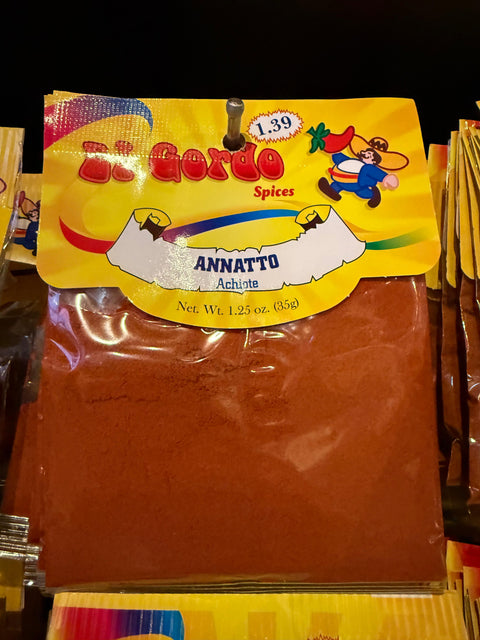 1.39
El Gordo
Spices
ANNATTO
Achiote
Net. Wt. 1.25 oz. (35g)